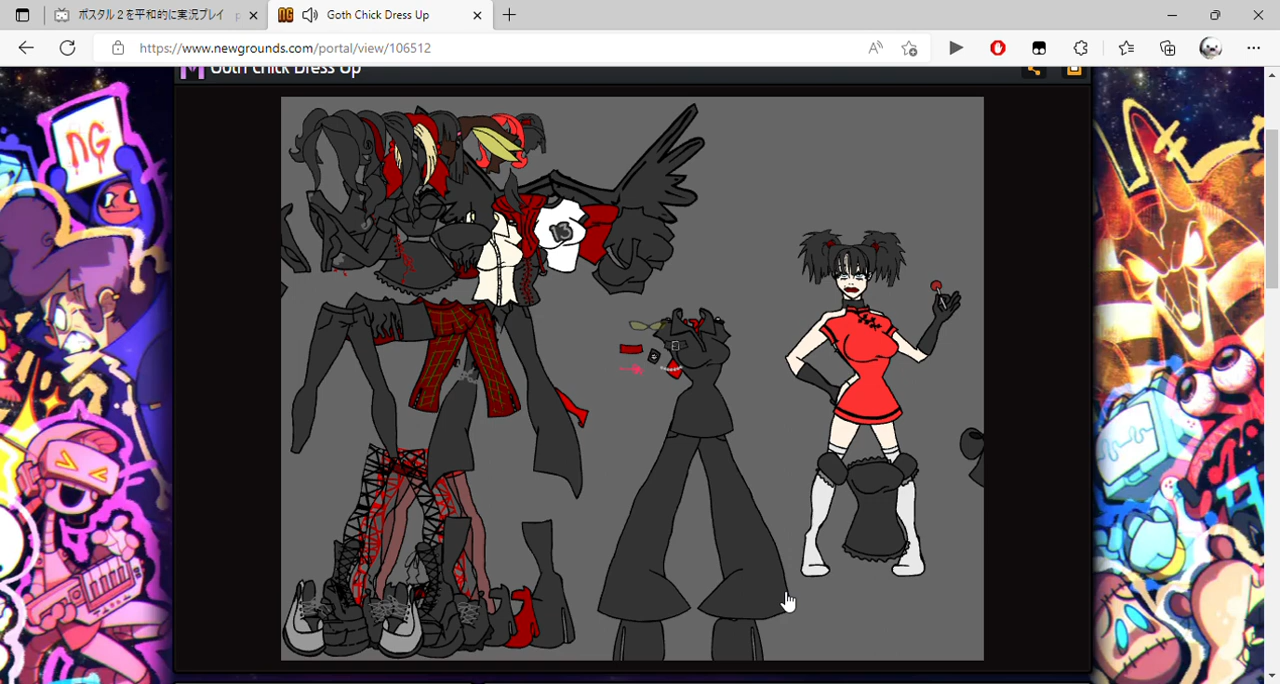 ポスタル２を平和的に実況プレイ
Goth Chick Dress Up
https://www.newgrounds.com/portal/view/106512
Goth Chick Dress Up
NG
13